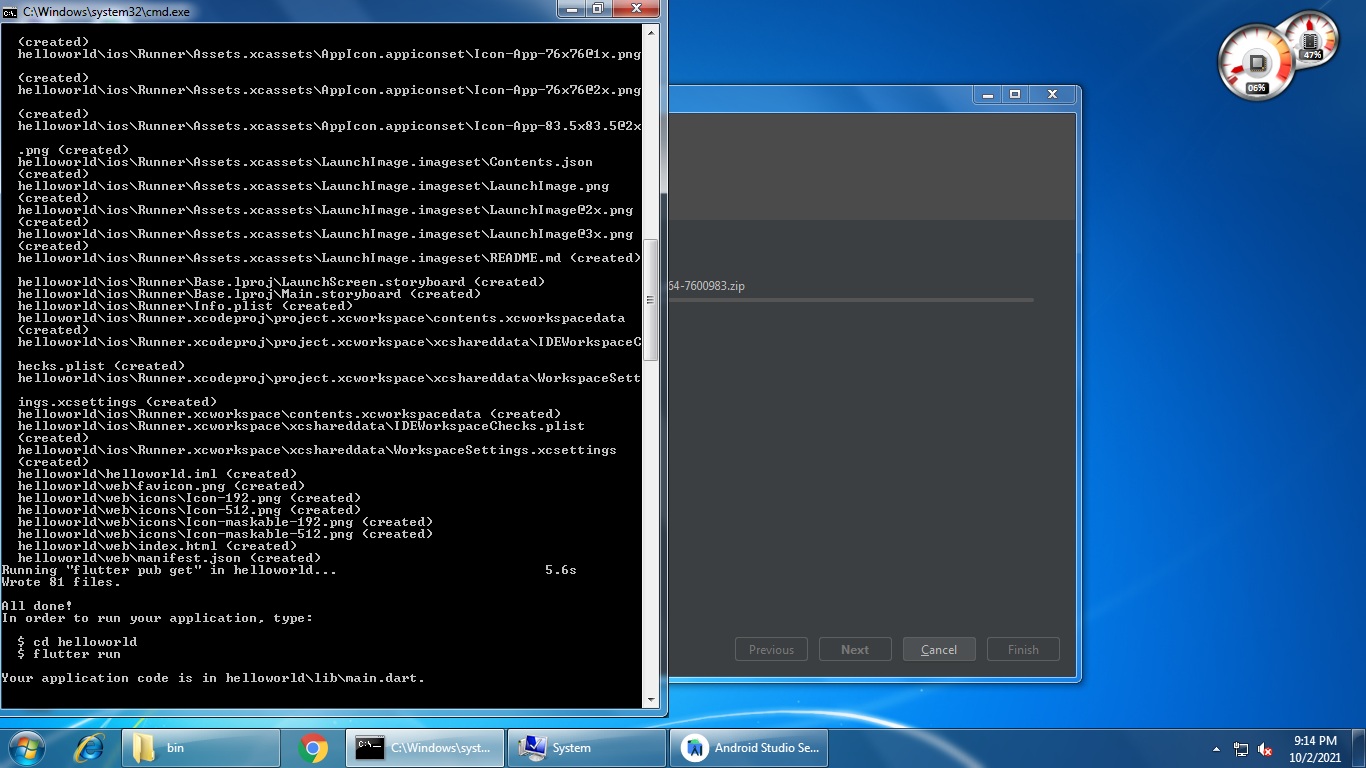 C:\Windows\system32\cmd.exe
(created)
helloworld\ios\Runner\Assets.xcassets\AppIcon.appiconset\Icon-App-76x76@1x.png
(created)
helloworld\ios\Runner\Assets.xcassets\AppIcon.appiconset\Icon-App-76x76@2x.png
(created)
helloworld\ios\Runner\Assets.xcassets\AppIcon.appiconset\Icon-App-83.5x83.5@2x
.png (created)
helloworld\ios\Runner\Assets.xcassets\LaunchImage.imageset\Contents.json
(created)
helloworld\ios\Runner\Assets.xcassets\LaunchImage.imageset\LaunchImage.png
(created)
helloworld\ios\Runner\Assets.xcassets\LaunchImage.imageset\LaunchImage@2x.png
(created)
helloworld\ios\Runner\Assets.xcassets\LaunchImage.imageset\LaunchImage@3x.png
(created)
helloworld\ios\Runner\Assets.xcassets\LaunchImage.imageset\README.md (created)
helloworld\ios\Runner\Base.lproj\LaunchScreen.storyboard (created)
helloworld\ios\Runner\Base.lproj\Main.storyboard (created)
helloworld\ios\Runner\Info.plist (created)
helloworld\ios\Runner.xcodeproj\project.xcworkspace\contents.xcworkspacedata
(created)
helloworld\ios\Runner.xcodeproj\project.xcworkspace\xcshareddata\IDEWorkspaceC
hecks.plist (created)
helloworld\ios\Runner.xcodeproj\project.xcworkspace\xcshareddata\WorkspaceSett
ings.xcsettings (created)
helloworld\ios\Runner.xcworkspace\contents.xcworkspacedata (created)
helloworld\ios\Runner.xcworkspace\xcshareddata\IDEWorkspaceChecks.plist
(created)
helloworld\ios\Runner.xcworkspace\xcshareddata\WorkspaceSettings.xcsettings
(created)
helloworld\helloworld.iml (created)
helloworld\web\favicon.png (created)
helloworld\web\icons\Icon-192.png (created)
helloworld\web\icons\Icon-512.png (created)
helloworld\web\icons\Icon-maskable-192.png (created)
helloworld\web\icons\Icon-maskable-512.png (created)
helloworld\web\index.html (created)
helloworld\web\manifest.json (created)
Running "flutter pub get" in helloworld... 5.6s
Wrote 81 files.
All done!
In order to run your application, type:
$ cd helloworld
$ flutter run
Your application code is in helloworld\lib\main.dart.
64-7600983.zip
Previous Next Cancel Finish
47%
06%
bin C:\Windows\syst... System Android Studio Se...
9:14 PM
10/2/2021